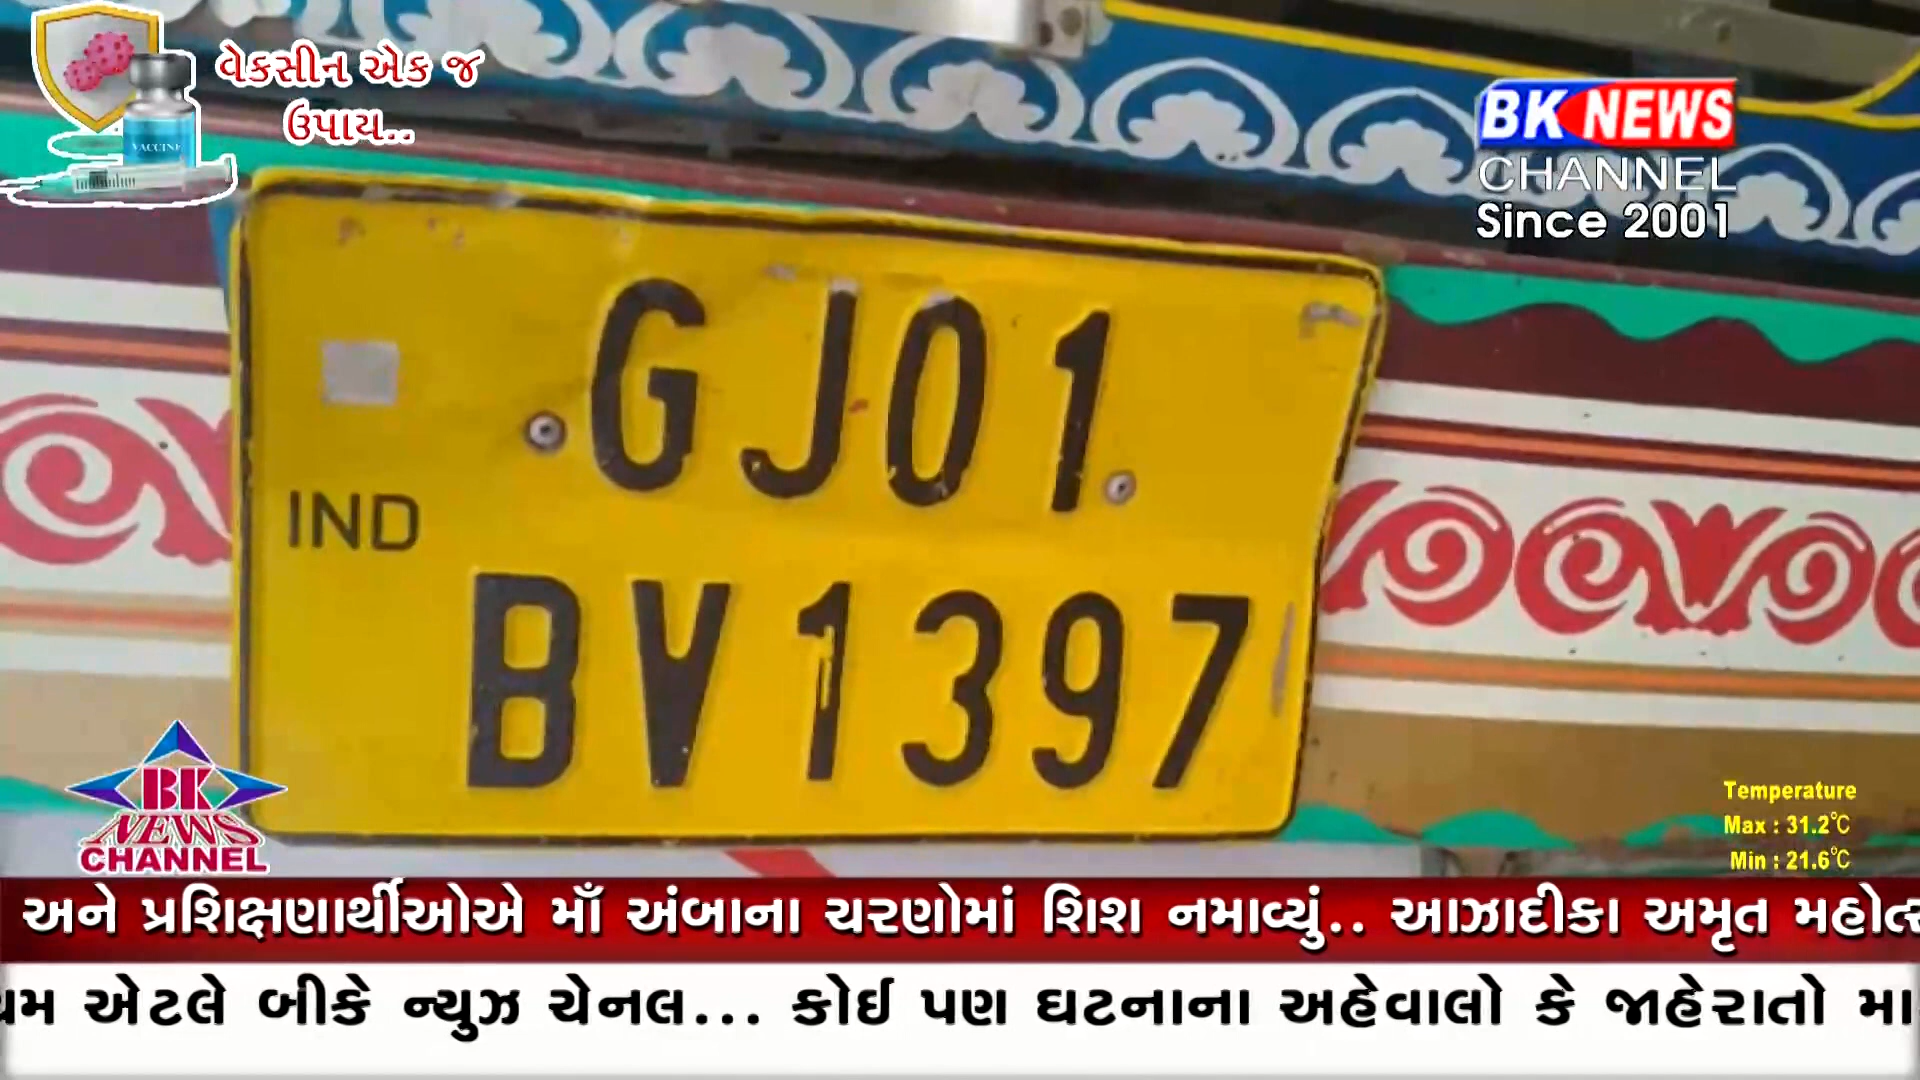 વેકસીન એક જ
ઉપાય..
VACCINE
BK NEWS
CHANNEL
Since 2001
GJ01
IND
BV1397
BK
NEWS
CHANNEL
Temperature
Max : 31.2°C
Min : 21.6°C
અને પ્રશિક્ષણાર્થીઓએ માઁ અંબાના ચરણોમાં શિશ નમાવ્યું.. આઝાદીકા અમૃત
એટલે બીકે ન્યુઝ ચેનલ... કોઈ પણ ઘટનાના અહેવાલો કે જાહેરાતો